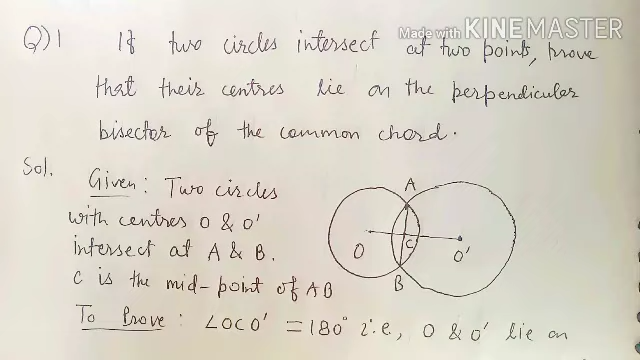 Made with KINEMASTER
Q)1 If two circles intersect at two points, prove
that their centres lie on the perpendicular
bisector of the common chord.
Sol.
Given: Two circles
with centres O & O'
intersect at A & B.
C is the mid-point of AB
A
O
C
O'
B
To Prove: ∠OCO' = 180° i.e, O & O' lie on